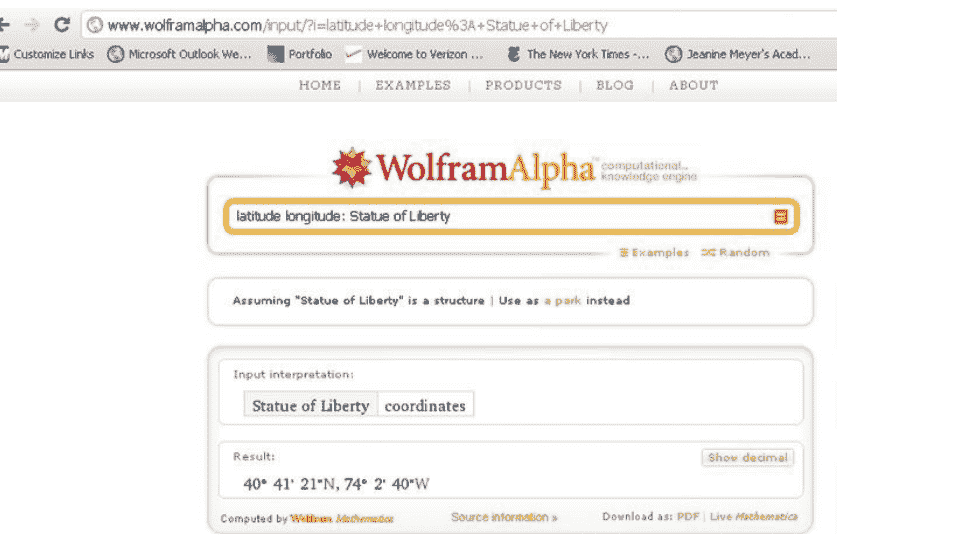 www.wolframalpha.com/input/?i=latitude+longitude%3A+Statue+of+Liberty
Customize Links Microsoft Outlook We... Portfolio Welcome to Verizon ... The New York Times -... Jeanine Meyer's Acad...
HOME | EXAMPLES | PRODUCTS | BLOG | ABOUT
WolframAlpha™ computational... knowledge engine
latitude longitude: Statue of Liberty
Examples Random
Assuming "Statue of Liberty" is a structure | Use as a park instead
Input interpretation:
Statue of Liberty coordinates
Result: Show decimal
40° 41' 21"N, 74° 2' 40"W
Computed by Wolfram Mathematica Source information » Download as: PDF | Live Mathematica